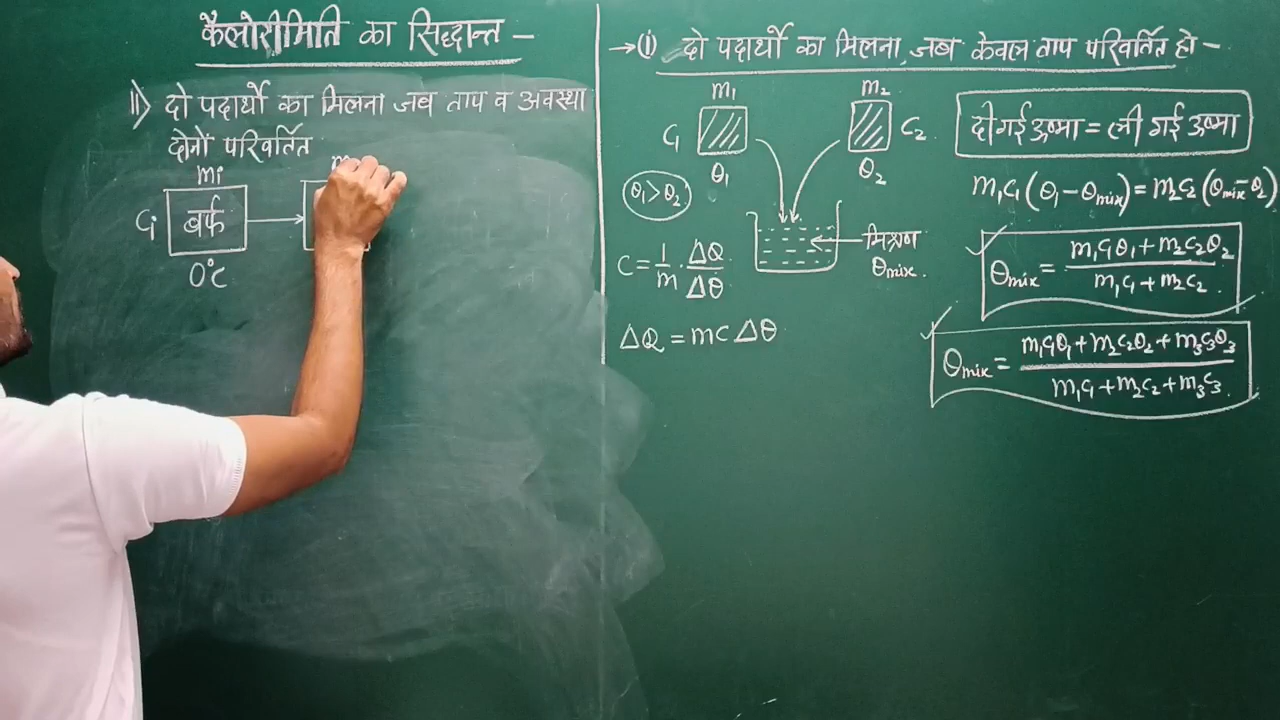 कैलोरीमिति का सिद्धान्त –
ii) दो पदार्थो का मिलना जब ताप व अवस्था
दोनों परिवर्तित
mi
Ci
बर्फ
0°C
→(i) दो पदार्थो का मिलना, जब केवल ताप परिवर्तित हो –
m₁
C₁
θ₁
m₂
C₂
θ₂
θ₁>θ₂
मिश्रण
θmix.
C = 1/m · ΔQ/Δθ
ΔQ = mCΔθ
दी गई ऊष्मा = ली गई ऊष्मा
m₁C₁(θ₁–θmix) = m₂C₂(θmix–θ₂)
θmix = m₁C₁θ₁+m₂C₂θ₂ / m₁C₁+m₂C₂
θmix = m₁C₁θ₁+m₂C₂θ₂+m₃C₃θ₃ / m₁C₁+m₂C₂+m₃C₃